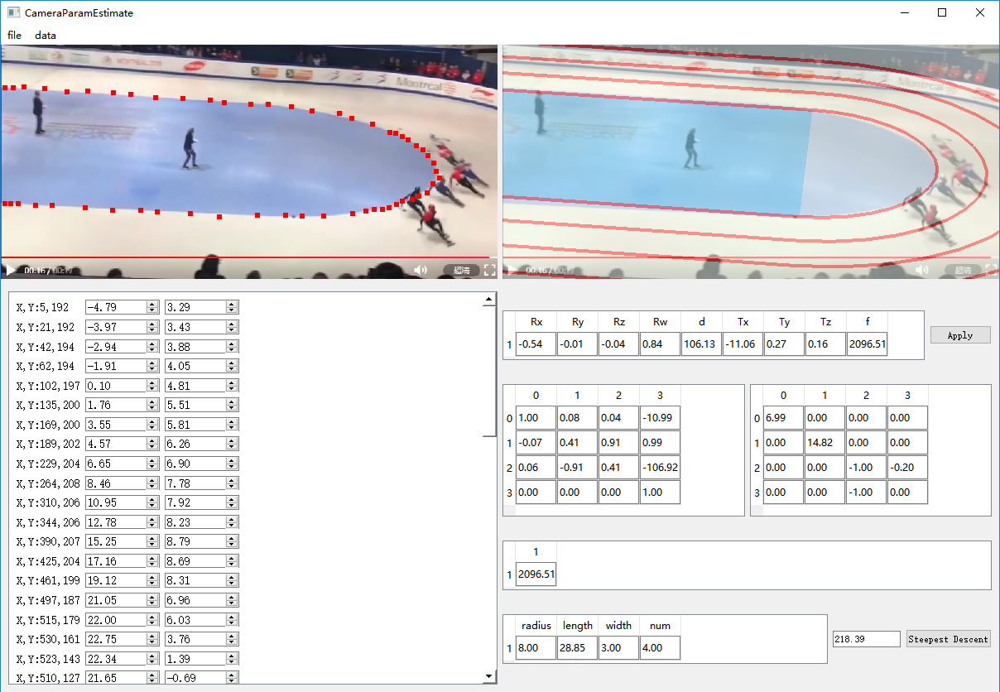 CameraParamEstimate
file data
MONTREAL
Montreal
00:16 / 00:17
超清
00:16 / 00:17
超清
X,Y:5,192 -4.79 3.29
X,Y:21,192 -3.97 3.43
X,Y:42,194 -2.94 3.88
X,Y:62,194 -1.91 4.05
X,Y:102,197 0.10 4.81
X,Y:135,200 1.76 5.51
X,Y:169,200 3.55 5.81
X,Y:189,202 4.57 6.26
X,Y:229,204 6.65 6.90
X,Y:264,208 8.46 7.78
X,Y:310,206 10.95 7.92
X,Y:344,206 12.78 8.23
X,Y:390,207 15.25 8.79
X,Y:425,204 17.16 8.69
X,Y:461,199 19.12 8.31
X,Y:497,187 21.05 6.96
X,Y:515,179 22.00 6.03
X,Y:530,161 22.75 3.76
X,Y:523,143 22.34 1.39
X,Y:510,127 21.65 -0.69
Rx Ry Rz Rw d Tx Ty Tz f
1 -0.54 -0.01 -0.04 0.84 106.13 -11.06 0.27 0.16 2096.51
Apply
0 1 2 3
0 1.00 0.08 0.04 -10.99
1 -0.07 0.41 0.91 0.99
2 0.06 -0.91 0.41 -106.92
3 0.00 0.00 0.00 1.00
0 1 2 3
0 6.99 0.00 0.00 0.00
1 0.00 14.82 0.00 0.00
2 0.00 0.00 -1.00 -0.20
3 0.00 0.00 -1.00 0.00
1
1 2096.51
radius length width num
1 8.00 28.85 3.00 4.00
218.39
Steepest Descent